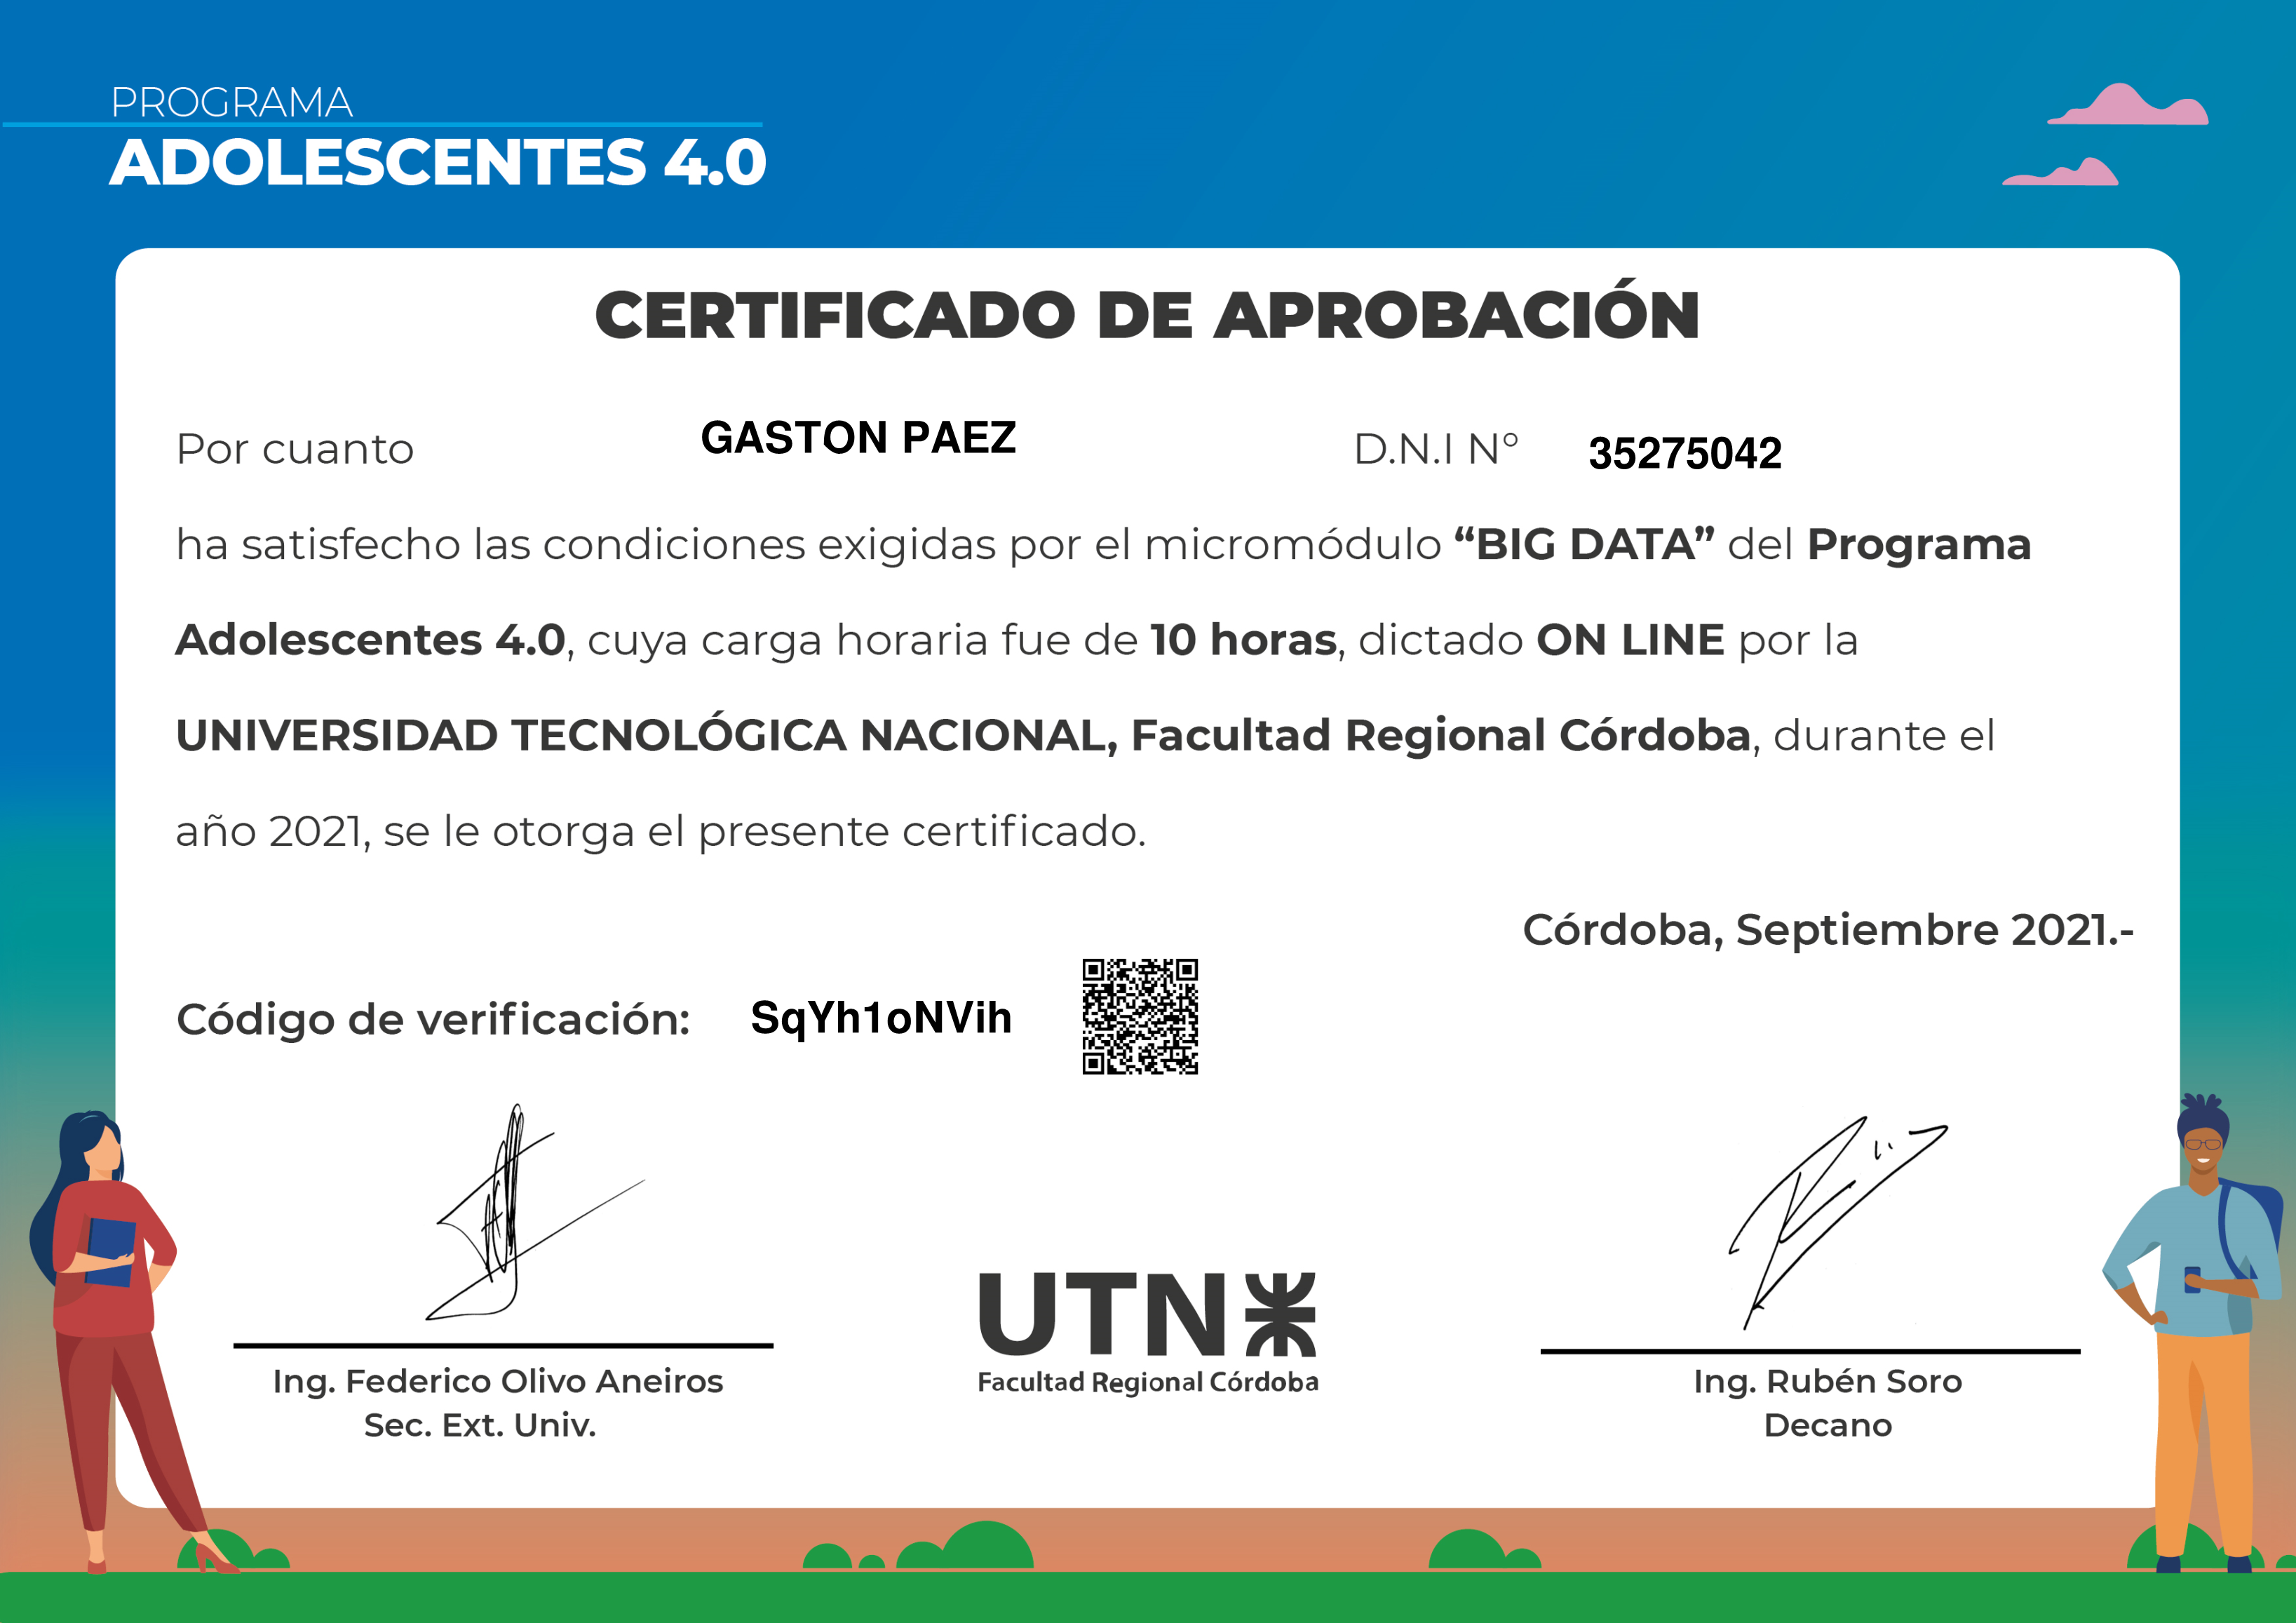 PROGRAMA
ADOLESCENTES 4.0
CERTIFICADO DE APROBACIÓN
Por cuanto GASTON PAEZ D.N.I N° 35275042
ha satisfecho las condiciones exigidas por el micromódulo “BIG DATA” del Programa
Adolescentes 4.0, cuya carga horaria fue de 10 horas, dictado ON LINE por la
UNIVERSIDAD TECNOLÓGICA NACIONAL, Facultad Regional Córdoba, durante el
año 2021, se le otorga el presente certificado.
Córdoba, Septiembre 2021.-
Código de verificación: SqYh1oNVih
Ing. Federico Olivo Aneiros
Sec. Ext. Univ.
UTN
Facultad Regional Córdoba
Ing. Rubén Soro
Decano